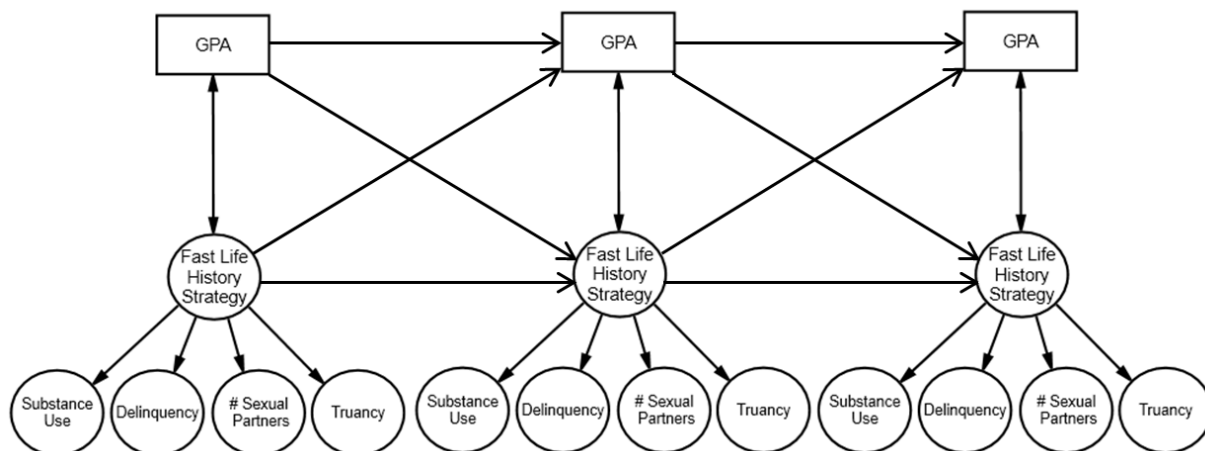 GPA
GPA
GPA
Fast Life
History
Strategy
Fast Life
History
Strategy
Fast Life
History
Strategy
Substance
Use
Delinquency
# Sexual
Partners
Truancy
Substance
Use
Delinquency
# Sexual
Partners
Truancy
Substance
Use
Delinquency
# Sexual
Partners
Truancy